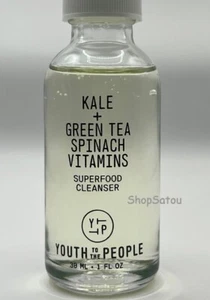 KALE
+
GREEN TEA
SPINACH
VITAMINS
SUPERFOOD
CLEANSER
ShopSatou
YTTP
YOUTH TO THE PEOPLE
30 ML • 1 FL OZ